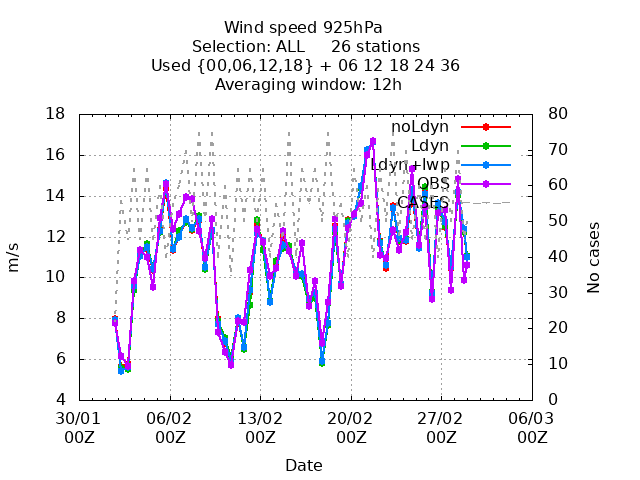 Wind speed 925hPa
Selection: ALL     26 stations
Used {00,06,12,18} + 06 12 18 24 36
Averaging window: 12h
18 80
16 70
14 60
12 50
10 40
8 30
6 20
4 10
0
noLdyn
Ldyn
Ldyn+lwp
OBS
CASES
m/s
No cases
30/01 06/02 13/02 20/02 27/02 06/03
00Z 00Z 00Z 00Z 00Z 00Z
Date